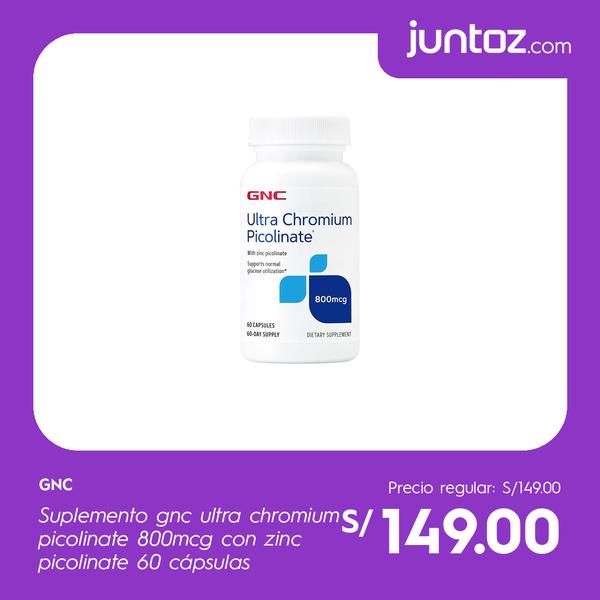 juntoz.com
GNC
Ultra Chromium
Picolinate*
With zinc picolinate
Supports normal
glucose utilization*
800mcg
60 CAPSULES
60-DAY SUPPLY
DIETARY SUPPLEMENT
GNC
Suplemento gnc ultra chromium
picolinate 800mcg con zinc
picolinate 60 cápsulas
Precio regular: S/149.00
S/ 149.00